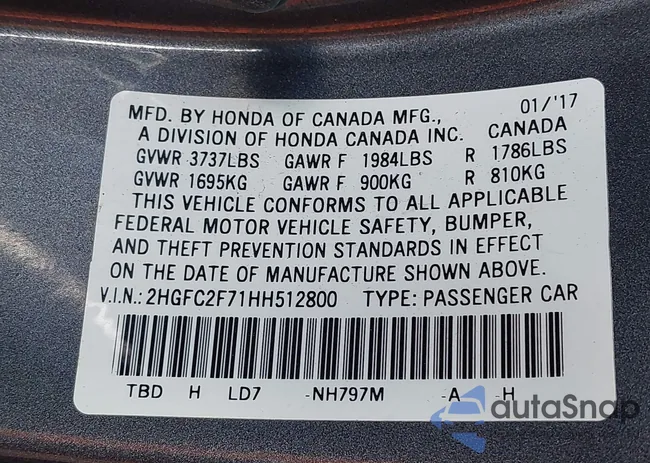 MFD. BY HONDA OF CANADA MFG., 01/'17
A DIVISION OF HONDA CANADA INC. CANADA
GVWR 3737LBS GAWR F 1984LBS R 1786LBS
GVWR 1695KG GAWR F 900KG R 810KG
THIS VEHICLE CONFORMS TO ALL APPLICABLE
FEDERAL MOTOR VEHICLE SAFETY, BUMPER,
AND THEFT PREVENTION STANDARDS IN EFFECT
ON THE DATE OF MANUFACTURE SHOWN ABOVE.
V.I.N.: 2HGFC2F71HH512800 TYPE: PASSENGER CAR
TBD H LD7 -NH797M -A -H
autoSnap